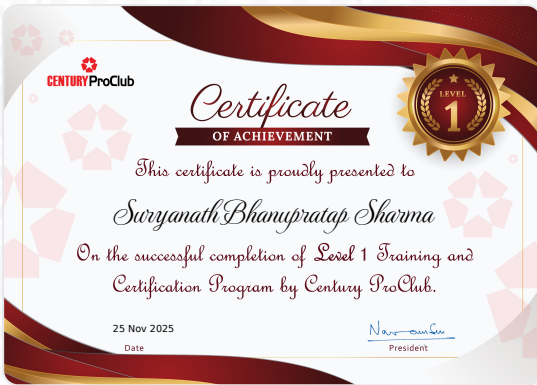 CENTURY ProClub
Certificate
OF ACHIEVEMENT
LEVEL
1
This certificate is proudly presented to
Suryanath Bhanupratap Sharma
On the successful completion of Level 1 Training and
Certification Program by Century ProClub.
25 Nov 2025
Date
President